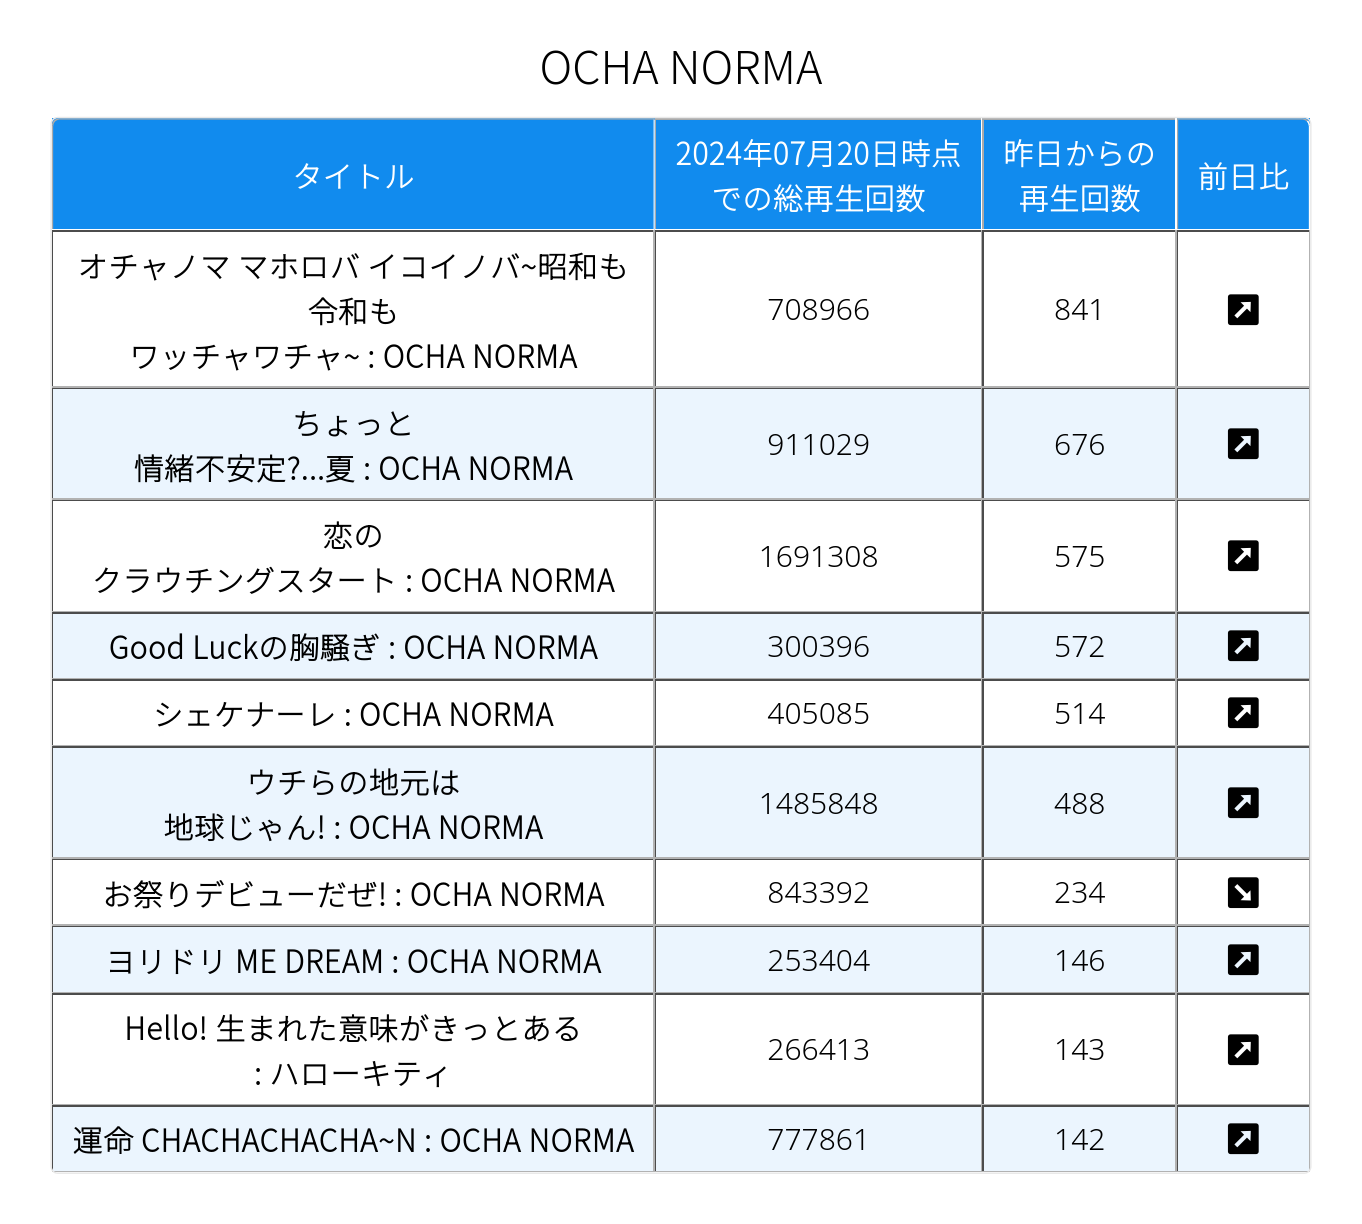 OCHA NORMA
タイトル
2024年07月20日時点
での総再生回数
昨日からの
再生回数
前日比
オチャノマ マホロバ イコイノバ~昭和も
令和も
ワッチャワチャ~ : OCHA NORMA
708966
841
ちょっと
情緒不安定?...夏 : OCHA NORMA
911029
676
恋の
クラウチングスタート : OCHA NORMA
1691308
575
Good Luckの胸騒ぎ : OCHA NORMA
300396
572
シェケナーレ : OCHA NORMA
405085
514
ウチらの地元は
地球じゃん! : OCHA NORMA
1485848
488
お祭りデビューだぜ! : OCHA NORMA
843392
234
ヨリドリ ME DREAM : OCHA NORMA
253404
146
Hello! 生まれた意味がきっとある
: ハローキティ
266413
143
運命 CHACHACHACHA~N : OCHA NORMA
777861
142